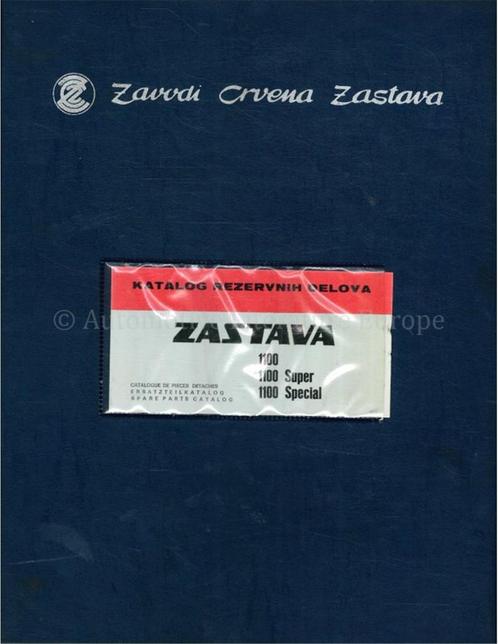 Zavodi Crvena Zastava
KATALOG REZERVNIH DELOVA
ZASTAVA
1100
1100 Super
1100 Special
CATALOGUE DE PIECES DETACHES
ERSATZTEILKATALOG
SPARE PARTS CATALOG